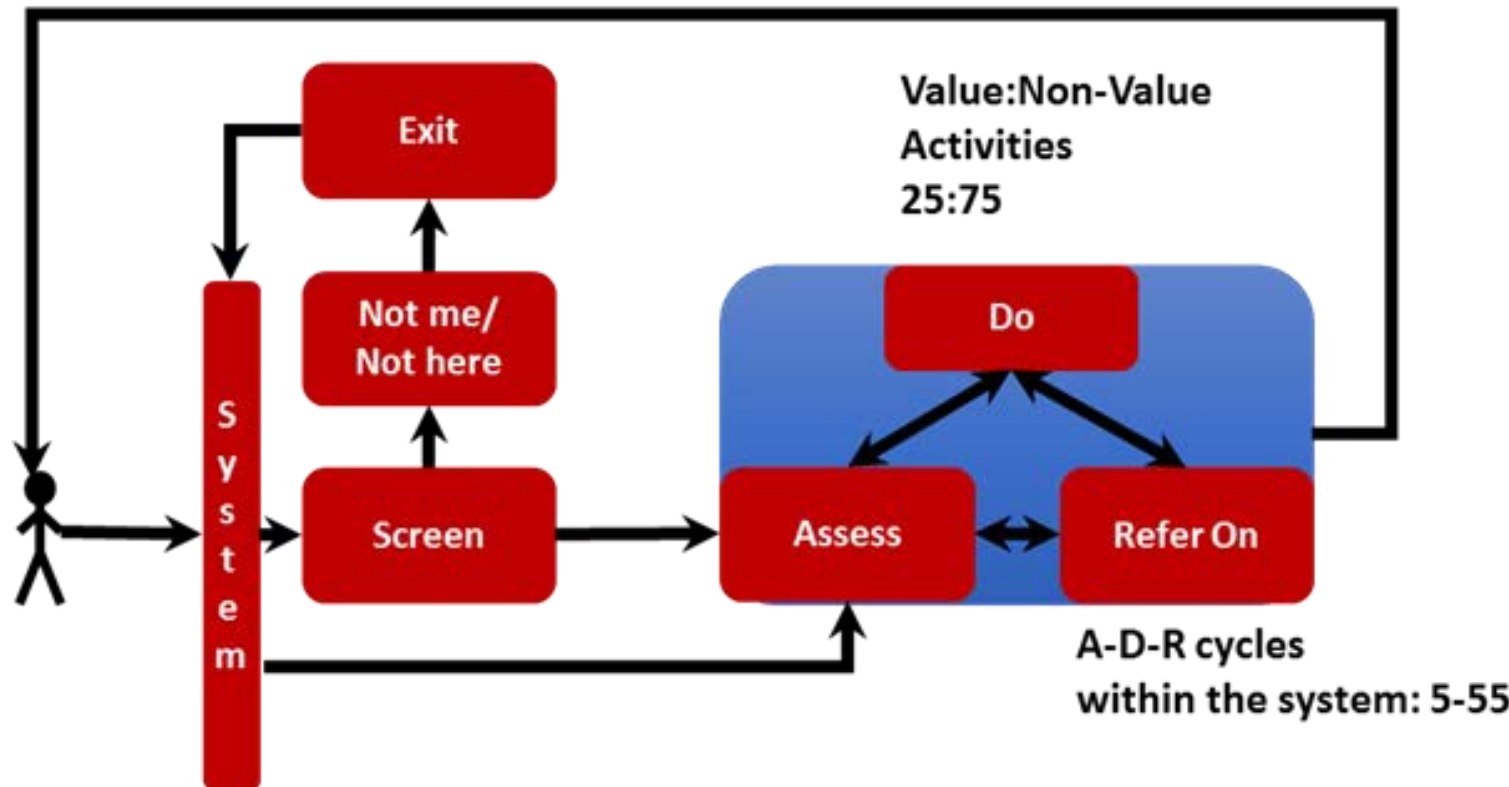 Exit
Value:Non-Value
Activities
25:75
Not me/
Not here
Do
System
Screen
Assess
Refer On
A-D-R cycles
within the system: 5-55